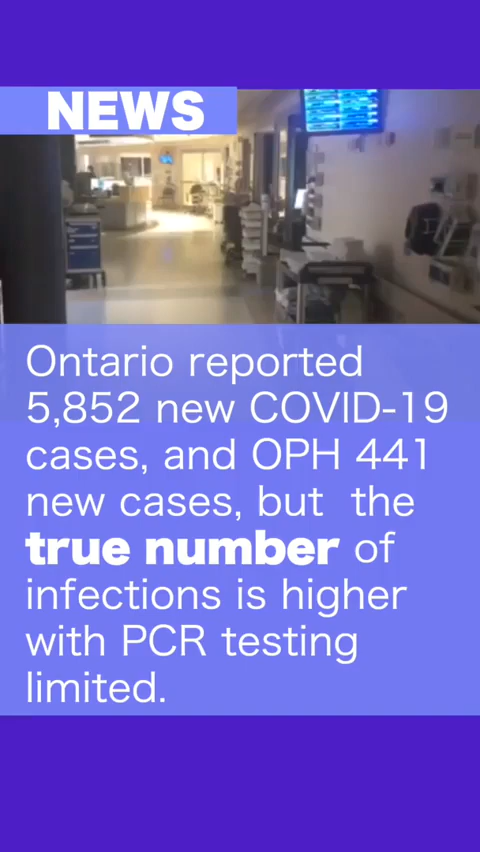 NEWS
Ontario reported
5,852 new COVID-19
cases, and OPH 441
new cases, but  the
true number of
infections is higher
with PCR testing
limited.